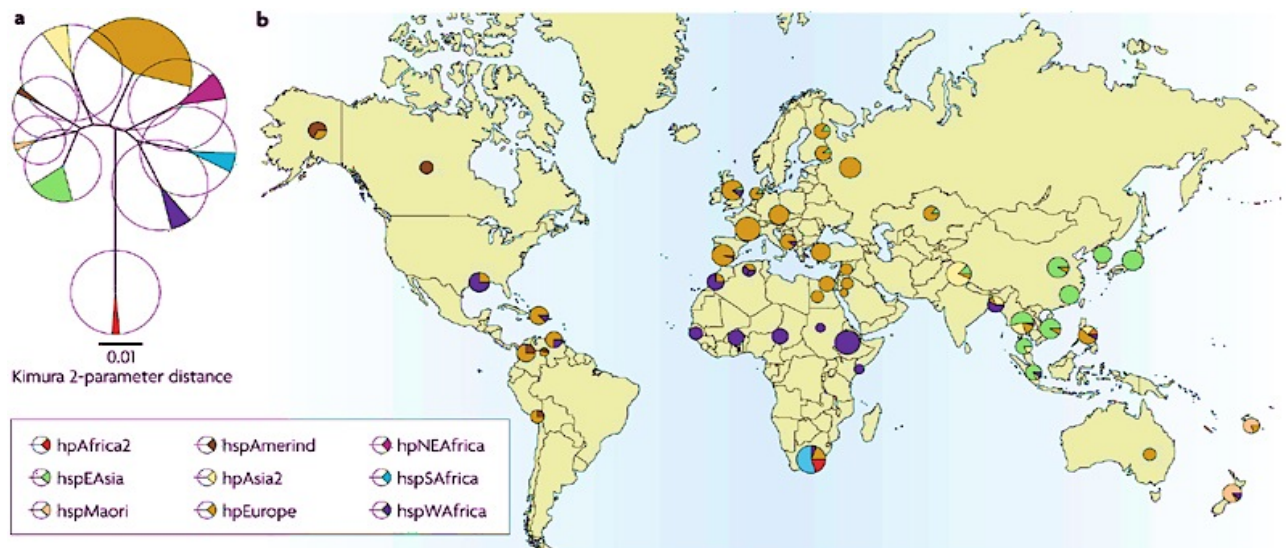 a
b
0.01
Kimura 2-parameter distance
hpAfrica2
hspAmerind
hpNEAfrica
hspEAsia
hpAsia2
hspSAfrica
hspMaori
hpEurope
hspWAfrica